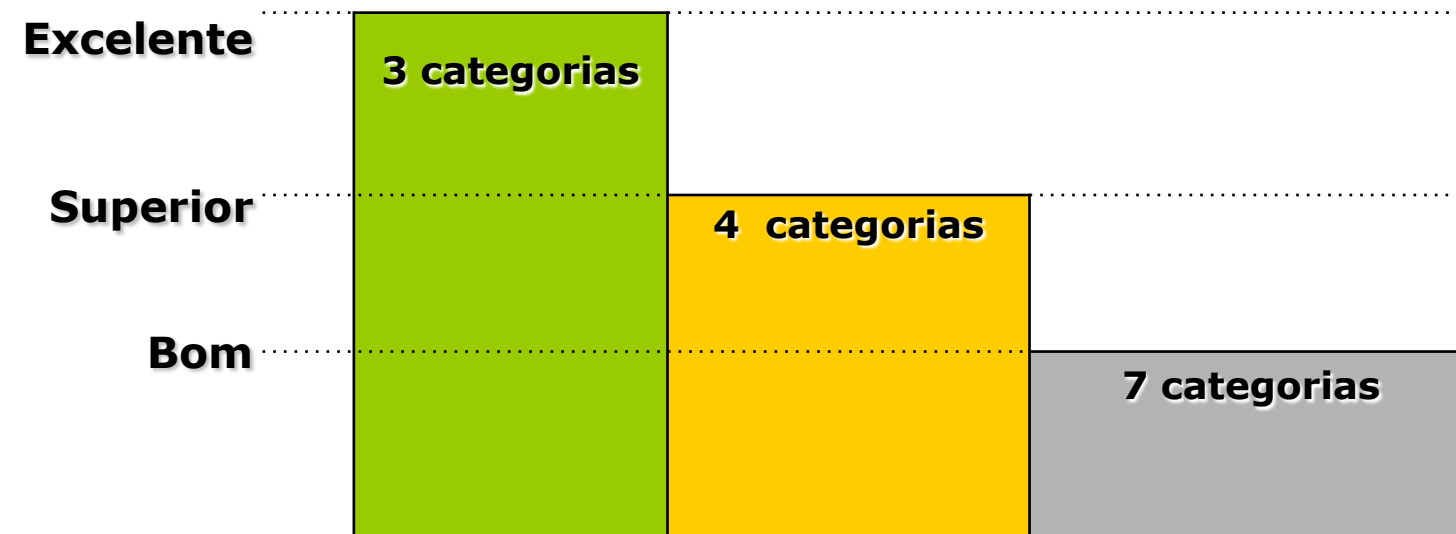 Excelente
3 categorias
Superior
4 categorias
Bom
7 categorias